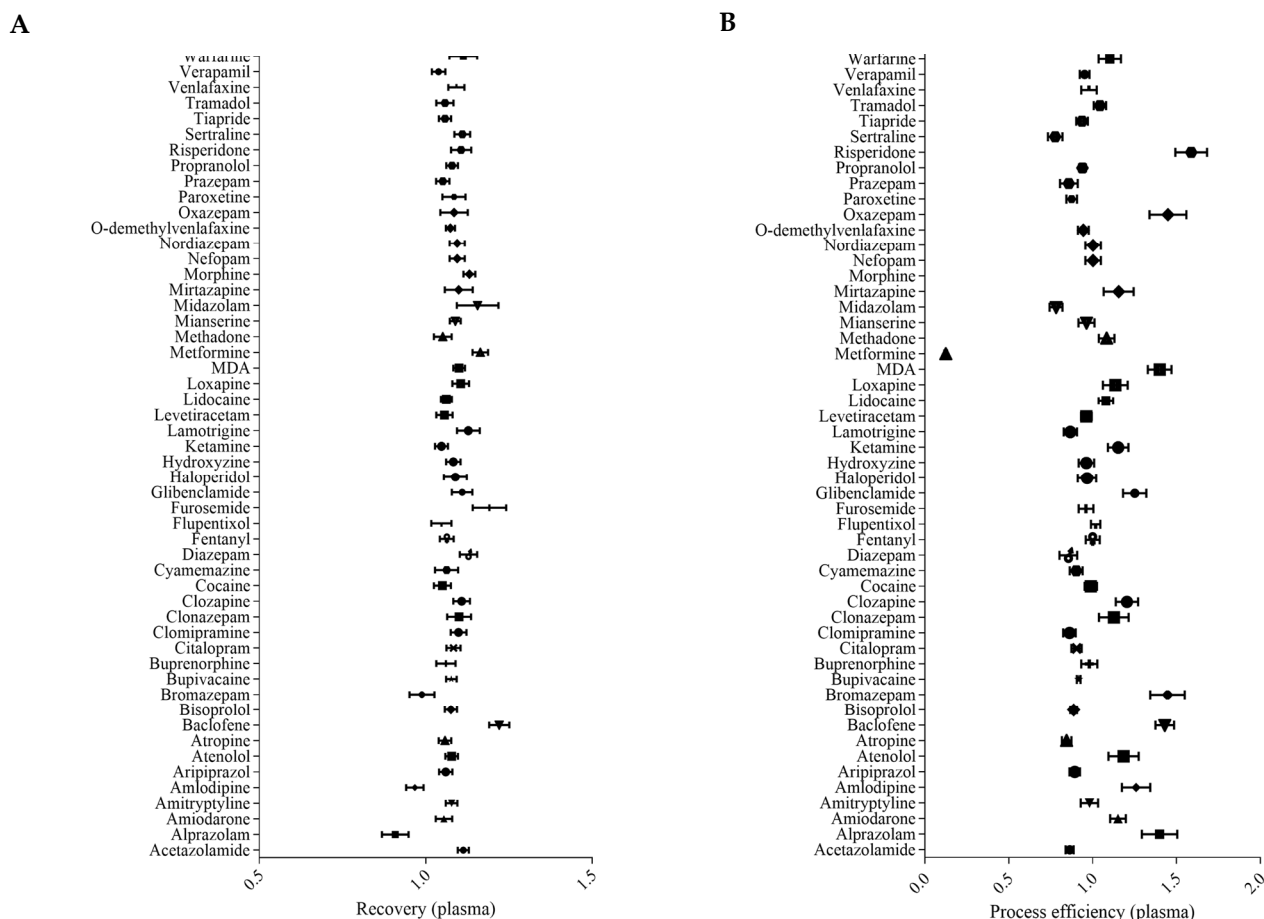 A
Warfarine
Verapamil
Venlafaxine
Tramadol
Tiapride
Sertraline
Risperidone
Propranolol
Prazepam
Paroxetine
Oxazepam
O-demethylvenlafaxine
Nordiazepam
Nefopam
Morphine
Mirtazapine
Midazolam
Mianserine
Methadone
Metformine
MDA
Loxapine
Lidocaine
Levetiracetam
Lamotrigine
Ketamine
Hydroxyzine
Haloperidol
Glibenclamide
Furosemide
Flupentixol
Fentanyl
Diazepam
Cyamemazine
Cocaine
Clozapine
Clonazepam
Clomipramine
Citalopram
Buprenorphine
Bupivacaine
Bromazepam
Bisoprolol
Baclofene
Atropine
Atenolol
Aripiprazol
Amlodipine
Amitryptyline
Amiodarone
Alprazolam
Acetazolamide
0.5
1.0
1.5
Recovery (plasma)
B
Warfarine
Verapamil
Venlafaxine
Tramadol
Tiapride
Sertraline
Risperidone
Propranolol
Prazepam
Paroxetine
Oxazepam
O-demethylvenlafaxine
Nordiazepam
Nefopam
Morphine
Mirtazapine
Midazolam
Mianserine
Methadone
Metformine
MDA
Loxapine
Lidocaine
Levetiracetam
Lamotrigine
Ketamine
Hydroxyzine
Haloperidol
Glibenclamide
Furosemide
Flupentixol
Fentanyl
Diazepam
Cyamemazine
Cocaine
Clozapine
Clonazepam
Clomipramine
Citalopram
Buprenorphine
Bupivacaine
Bromazepam
Bisoprolol
Baclofene
Atropine
Atenolol
Aripiprazol
Amlodipine
Amitryptyline
Amiodarone
Alprazolam
Acetazolamide
0.0
0.5
1.0
1.5
2.0
Process efficiency (plasma)